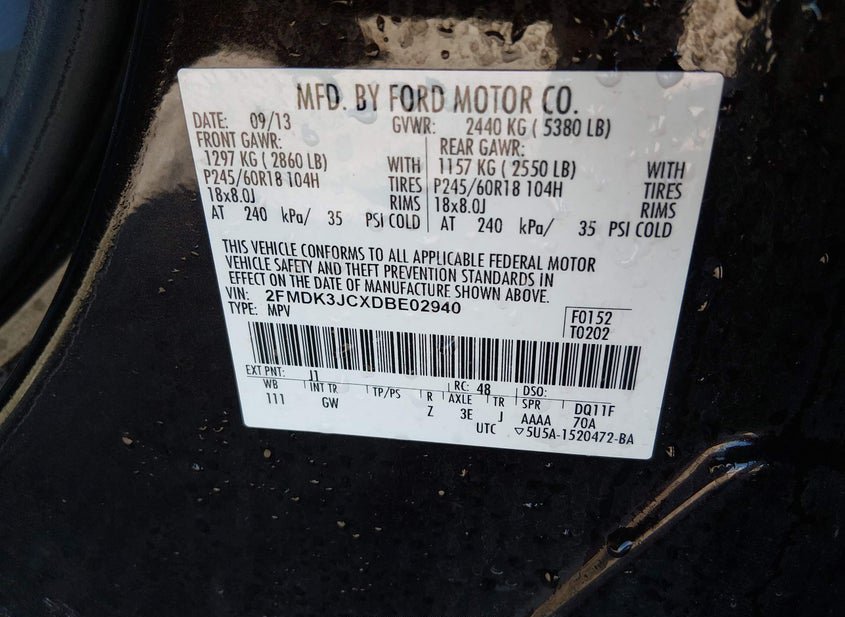 MFD. BY FORD MOTOR CO.
DATE: 09/13 GVWR: 2440 KG ( 5380 LB)
FRONT GAWR: REAR GAWR:
1297 KG ( 2860 LB) WITH 1157 KG ( 2550 LB) WITH
P245/60R18 104H TIRES P245/60R18 104H TIRES
18x8.0J RIMS 18x8.0J RIMS
AT 240 kPa/ 35 PSI COLD AT 240 kPa/ 35 PSI COLD
THIS VEHICLE CONFORMS TO ALL APPLICABLE FEDERAL MOTOR
VEHICLE SAFETY AND THEFT PREVENTION STANDARDS IN
EFFECT ON THE DATE OF MANUFACTURE SHOWN ABOVE.
VIN: 2FMDK3JCXDBE02940 F0152
TYPE: MPV T0202
EXT PNT: J1 RC: 48 DSO:
WB INT TR TP/PS R AXLE TR SPR DQ11F
111 GW Z 3E J AAAA 70A
UTC ▽5U5A-1520472-BA